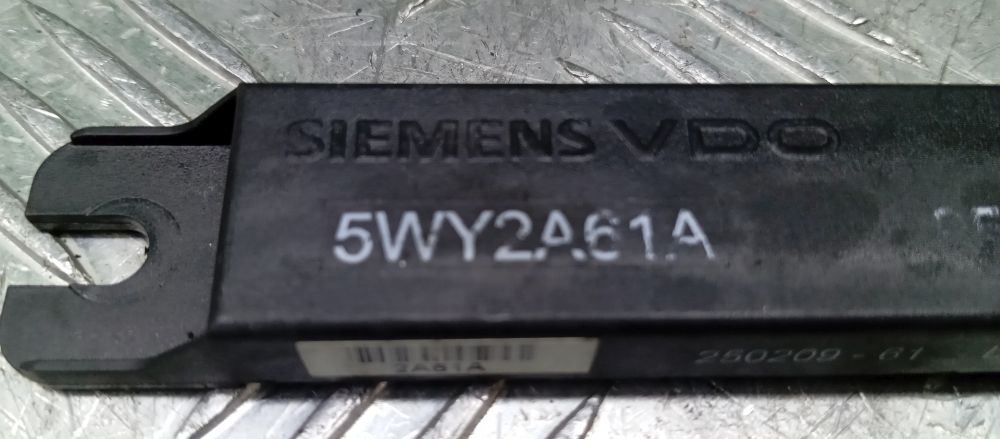 SIEMENS VDO
5WY2A61A
2A61A
250209-61